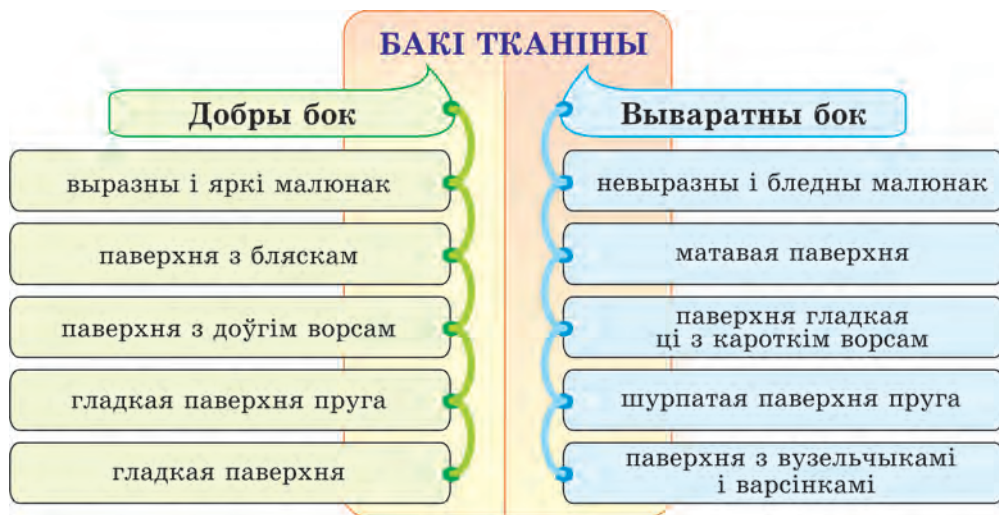 БАКІ ТКАНІНЫ
Добры бок
выразны і яркі малюнак
паверхня з бляскам
паверхня з доўгім ворсам
гладкая паверхня пруга
гладкая паверхня
Вываратны бок
невыразны і бледны малюнак
матавая паверхня
паверхня гладкая
ці з кароткім ворсам
шурпатая паверхня пруга
паверхня з вузельчыкамі
і варсінкамі